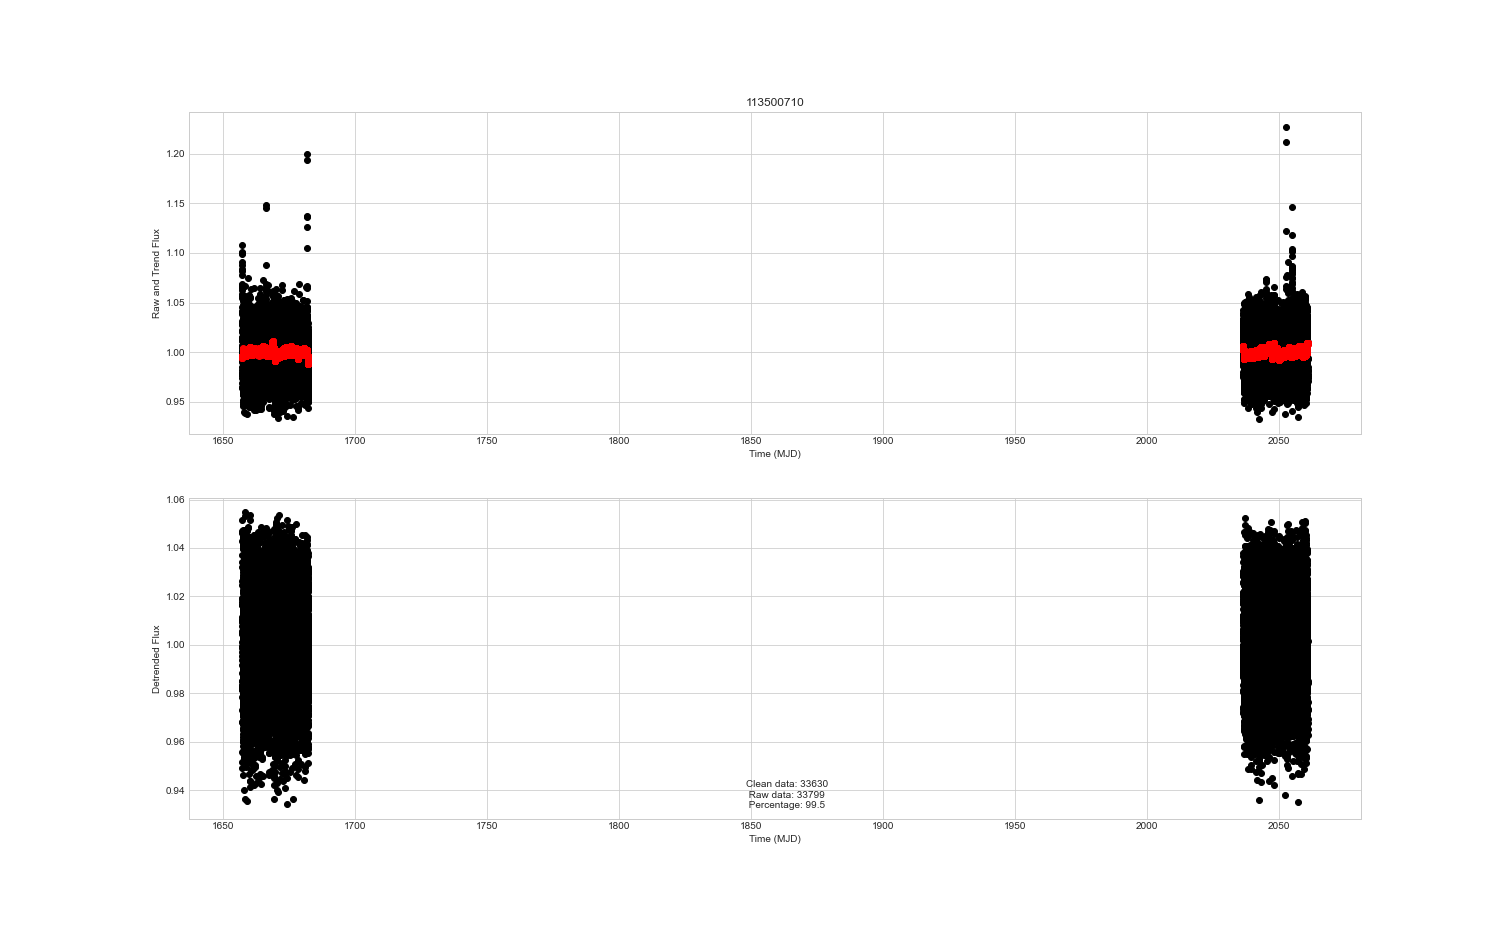 113500710
Raw and Trend Flux
1.20
1.15
1.10
1.05
1.00
0.95
1650 1700 1750 1800 1850 1900 1950 2000 2050
Time (MJD)
Detrended Flux
1.06
1.04
1.02
1.00
0.98
0.96
0.94
Clean data: 33630
Raw data: 33799
Percentage: 99.5
1650 1700 1750 1800 1850 1900 1950 2000 2050
Time (MJD)